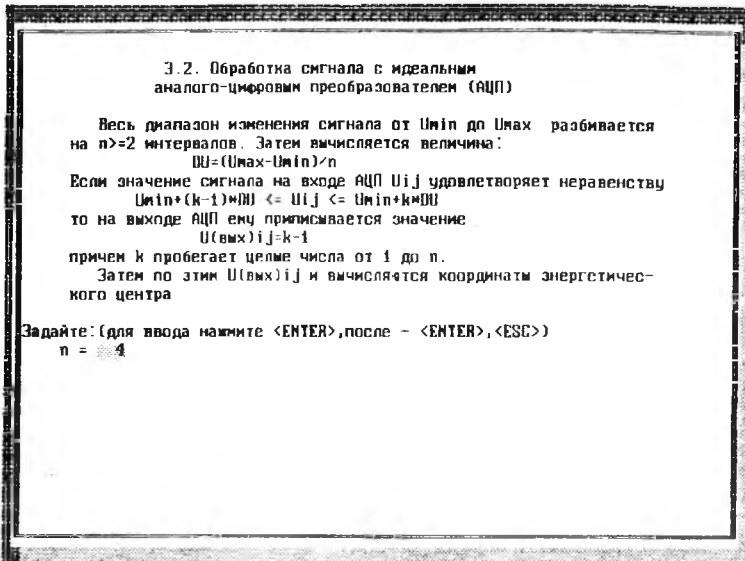 3.2. Обработка сигнала с идеальным
аналого-цифровым преобразователем (АЦП)
Весь диапазон изменения сигнала от Umin до Umax разбивается
на n>=2 интервалов. Затем вычисляется величина:
DU=(Umax-Umin)/n
Если значение сигнала на входе АЦП Uij удовлетворяет неравенству
Umin+(k-1)*DU <= Uij <= Umin+k*DU
то на выходе АЦП ему приписывается значение
U(вых)ij=k-1
причем k пробегает целые числа от 1 до n.
Затем по этим U(вых)ij и вычисляются координаты энергетичес-
кого центра
Задайте:(для ввода нажмите <ENTER>,после - <ENTER>,<ESC>)
n = 4